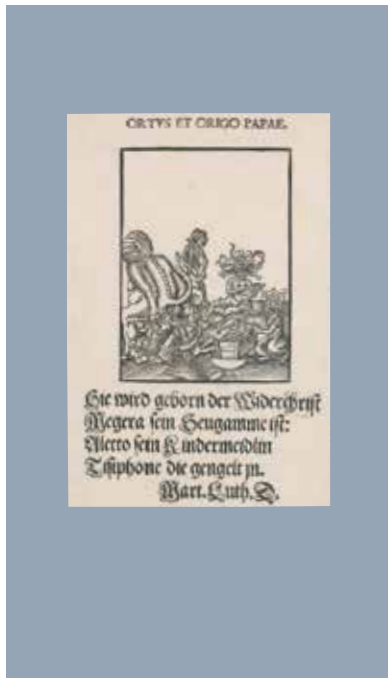 ORTVS ET ORIGO PAPAE.
Hie wird geborn der Widerchrist
Megera sein Seugamme ist:
Alecto sein Kindermeidlin
Tisiphone die gengelt jn.
Mart. Luth. D.